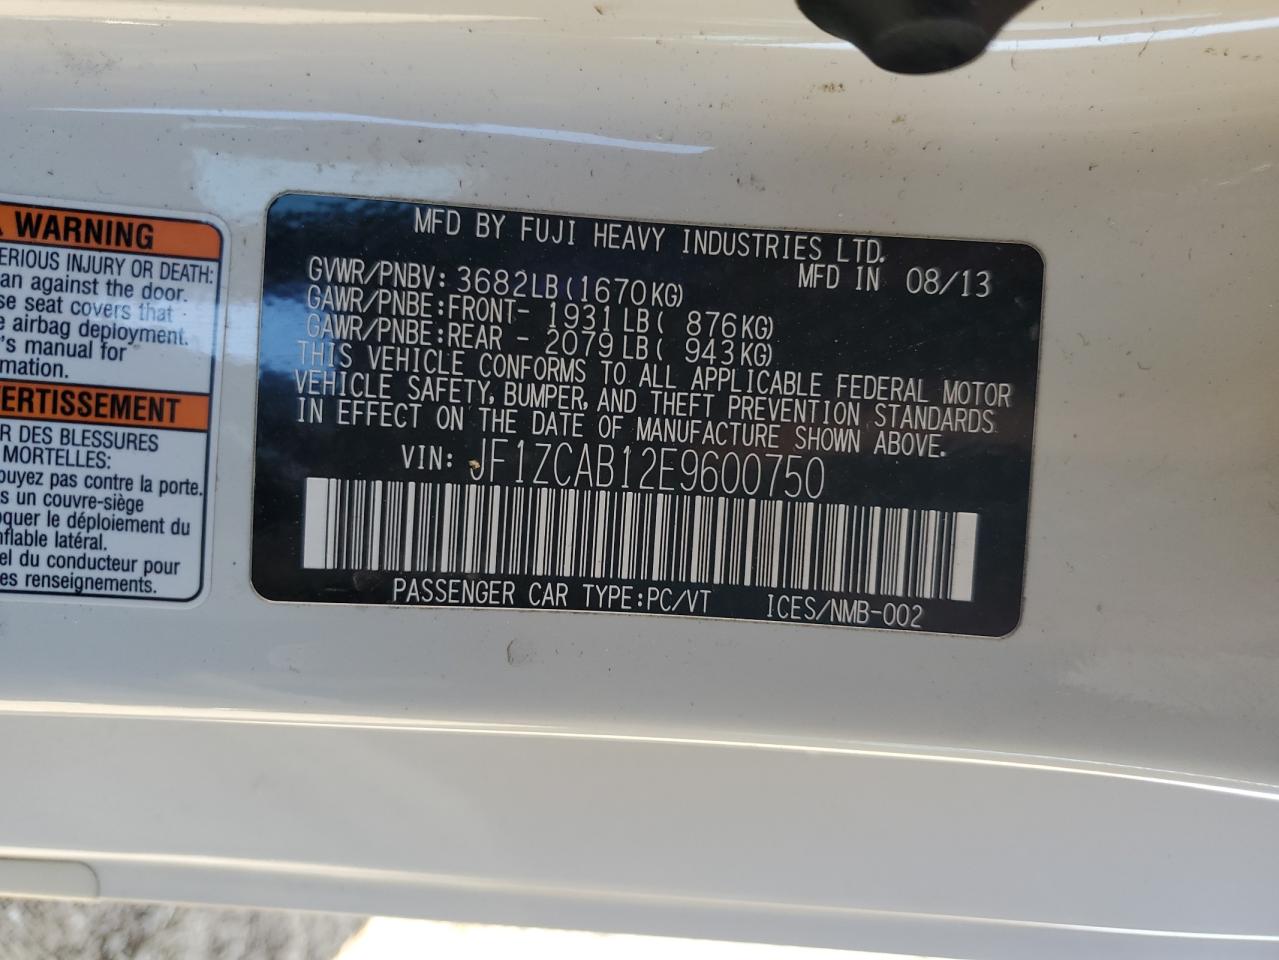 WARNING
ERIOUS INJURY OR DEATH:
an against the door.
se seat covers that
e airbag deployment.
's manual for
mation.
ERTISSEMENT
R DES BLESSURES
MORTELLES:
puyez pas contre la porte.
s un couvre-siège
oquer le déploiement du
nflable latéral.
el du conducteur pour
es renseignements.
MFD BY FUJI HEAVY INDUSTRIES LTD.
MFD IN 08/13
GVWR/PNBV: 3682LB(1670KG)
GAWR/PNBE:FRONT- 1931LB( 876KG)
GAWR/PNBE:REAR - 2079LB( 943KG)
THIS VEHICLE CONFORMS TO ALL APPLICABLE FEDERAL MOTOR
VEHICLE SAFETY, BUMPER, AND THEFT PREVENTION STANDARDS
IN EFFECT ON THE DATE OF MANUFACTURE SHOWN ABOVE.
VIN: JF1ZCAB12E9600750
PASSENGER CAR TYPE:PC/VT ICES/NMB-002